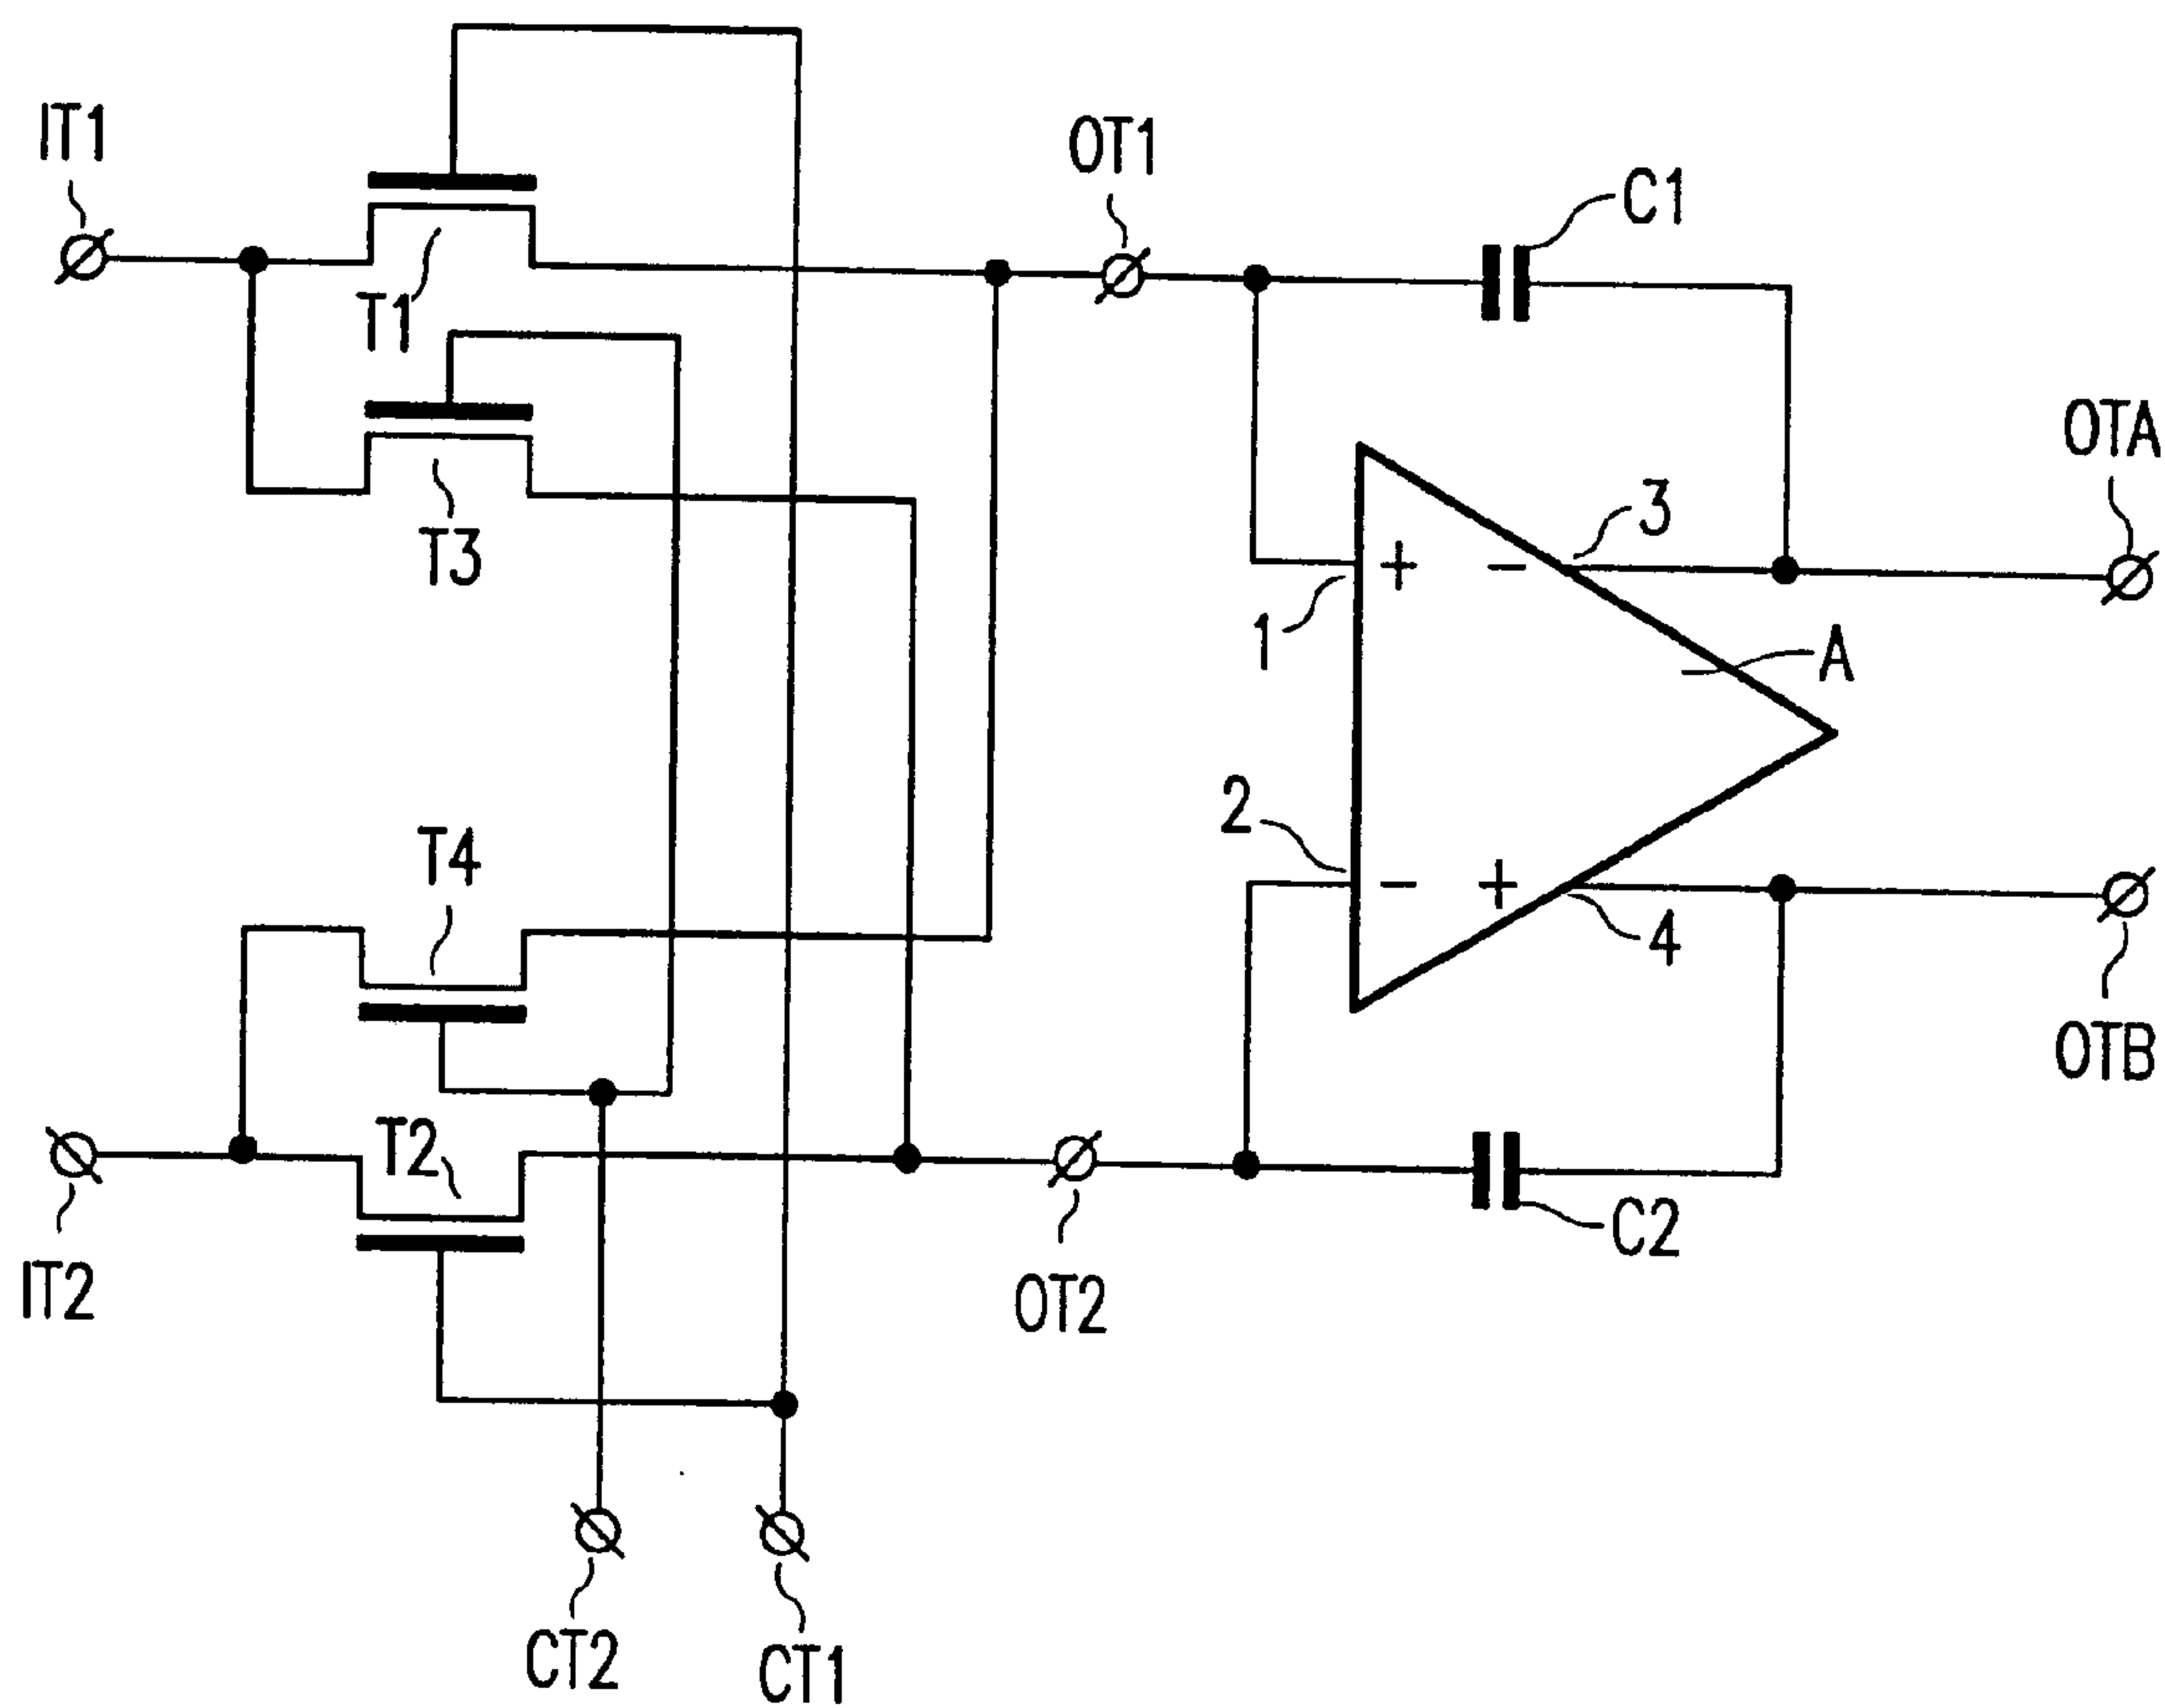 IT1
OT1
C1
T1
OTA
3
T3
+
-
1
A
2
T4
-
+
4
OTB
T2
C2
IT2
OT2
CT2
CT1